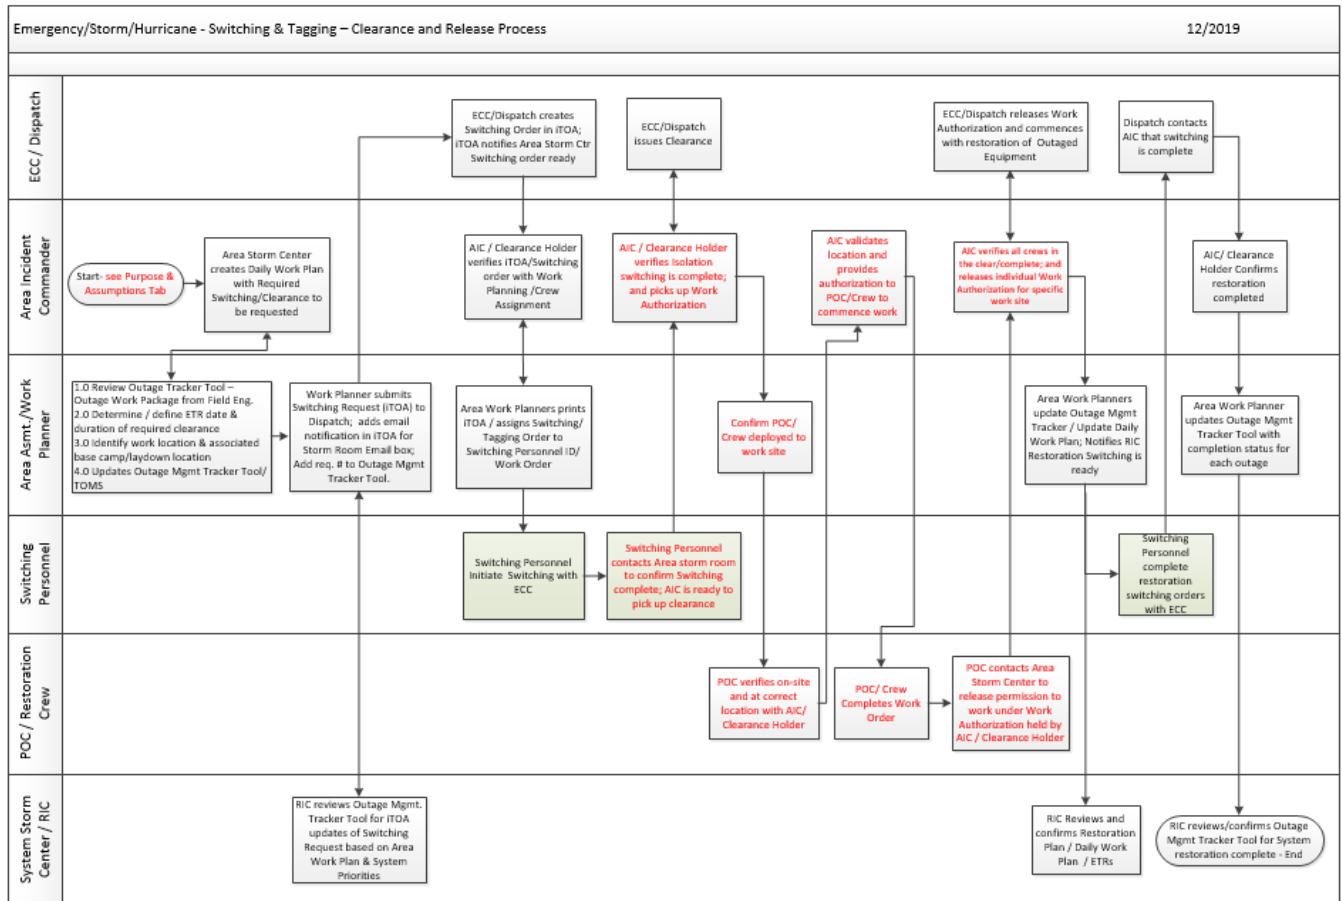 Emergency/Storm/Hurricane - Switching & Tagging – Clearance and Release Process
12/2019
ECC / Dispatch
ECC/Dispatch creates
Switching Order in iTOA;
iTOA notifies Area Storm Ctr
Switching order ready
ECC/Dispatch
issues Clearance
ECC/Dispatch releases Work
Authorization and commences
with restoration of Outaged
Equipment
Dispatch contacts
AIC that switching
is complete
Area Incident
Commander
Start- see Purpose &
Assumptions Tab
Area Storm Center
creates Daily Work Plan
with Required
Switching/Clearance to
be requested
AIC / Clearance Holder
verifies iTOA/Switching
order with Work
Planning /Crew
Assignment
AIC / Clearance Holder
verifies Isolation
switching is complete;
and picks up Work
Authorization
AIC validates
location and
provides
authorization to
POC/Crew to
commence work
AIC verifies all crews in
the clear/complete; and
releases individual Work
Authorization for specific
work site
AIC/ Clearance
Holder Confirms
restoration
completed
Area Asmt./Work
Planner
1.0 Review Outage Tracker Tool –
Outage Work Package from Field Eng.
2.0 Determine / define ETR date &
duration of required clearance
3.0 Identify work location & associated
base camp/laydown location
4.0 Updates Outage Mgmt Tracker Tool/
TOMS
Work Planner submits
Switching Request (iTOA) to
Dispatch;  adds email
notification in iTOA for
Storm Room Email box;
Add req. # to Outage Mgmt
Tracker Tool.
Area Work Planners prints
iTOA / assigns Switching/
Tagging Order to
Switching Personnel ID/
Work Order
Confirm POC/
Crew deployed to
work site
Area Work Planners
update Outage Mgmt
Tracker / Update Daily
Work Plan; Notifies RIC
Restoration Switching is
ready
Area Work Planner
updates Outage Mgmt
Tracker Tool with
completion status for
each outage
Switching
Personnel
Switching Personnel
Initiate  Switching with
ECC
Switching Personnel
contacts Area storm room
to confirm Switching
complete; AIC is ready to
pick up clearance
Switching
Personnel
complete
restoration
switching orders
with ECC
POC / Restoration
Crew
POC verifies on-site
and at correct
location with AIC/
Clearance Holder
POC/ Crew
Completes Work
Order
POC contacts Area
Storm Center to
release permission to
work under Work
Authorization held by
AIC / Clearance Holder
System Storm
Center / RIC
RIC reviews Outage Mgmt.
Tracker Tool for iTOA
updates of Switching
Request based on Area
Work Plan & System
Priorities
RIC Reviews and
confirms Restoration
Plan / Daily Work
Plan  / ETRs
RIC reviews/confirms Outage
Mgmt Tracker Tool for System
restoration complete - End